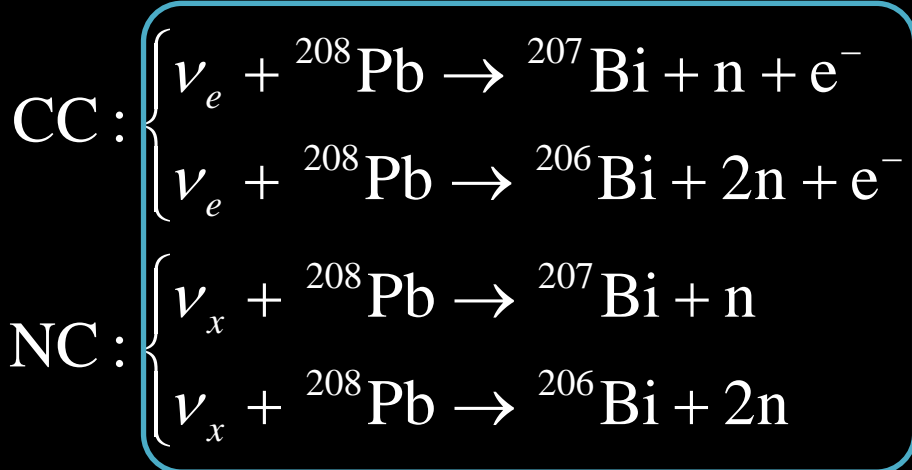 CC : { ν_e + ²⁰⁸Pb → ²⁰⁷Bi + n + e⁻
ν_e + ²⁰⁸Pb → ²⁰⁶Bi + 2n + e⁻
NC : { ν_x + ²⁰⁸Pb → ²⁰⁷Bi + n
ν_x + ²⁰⁸Pb → ²⁰⁶Bi + 2n